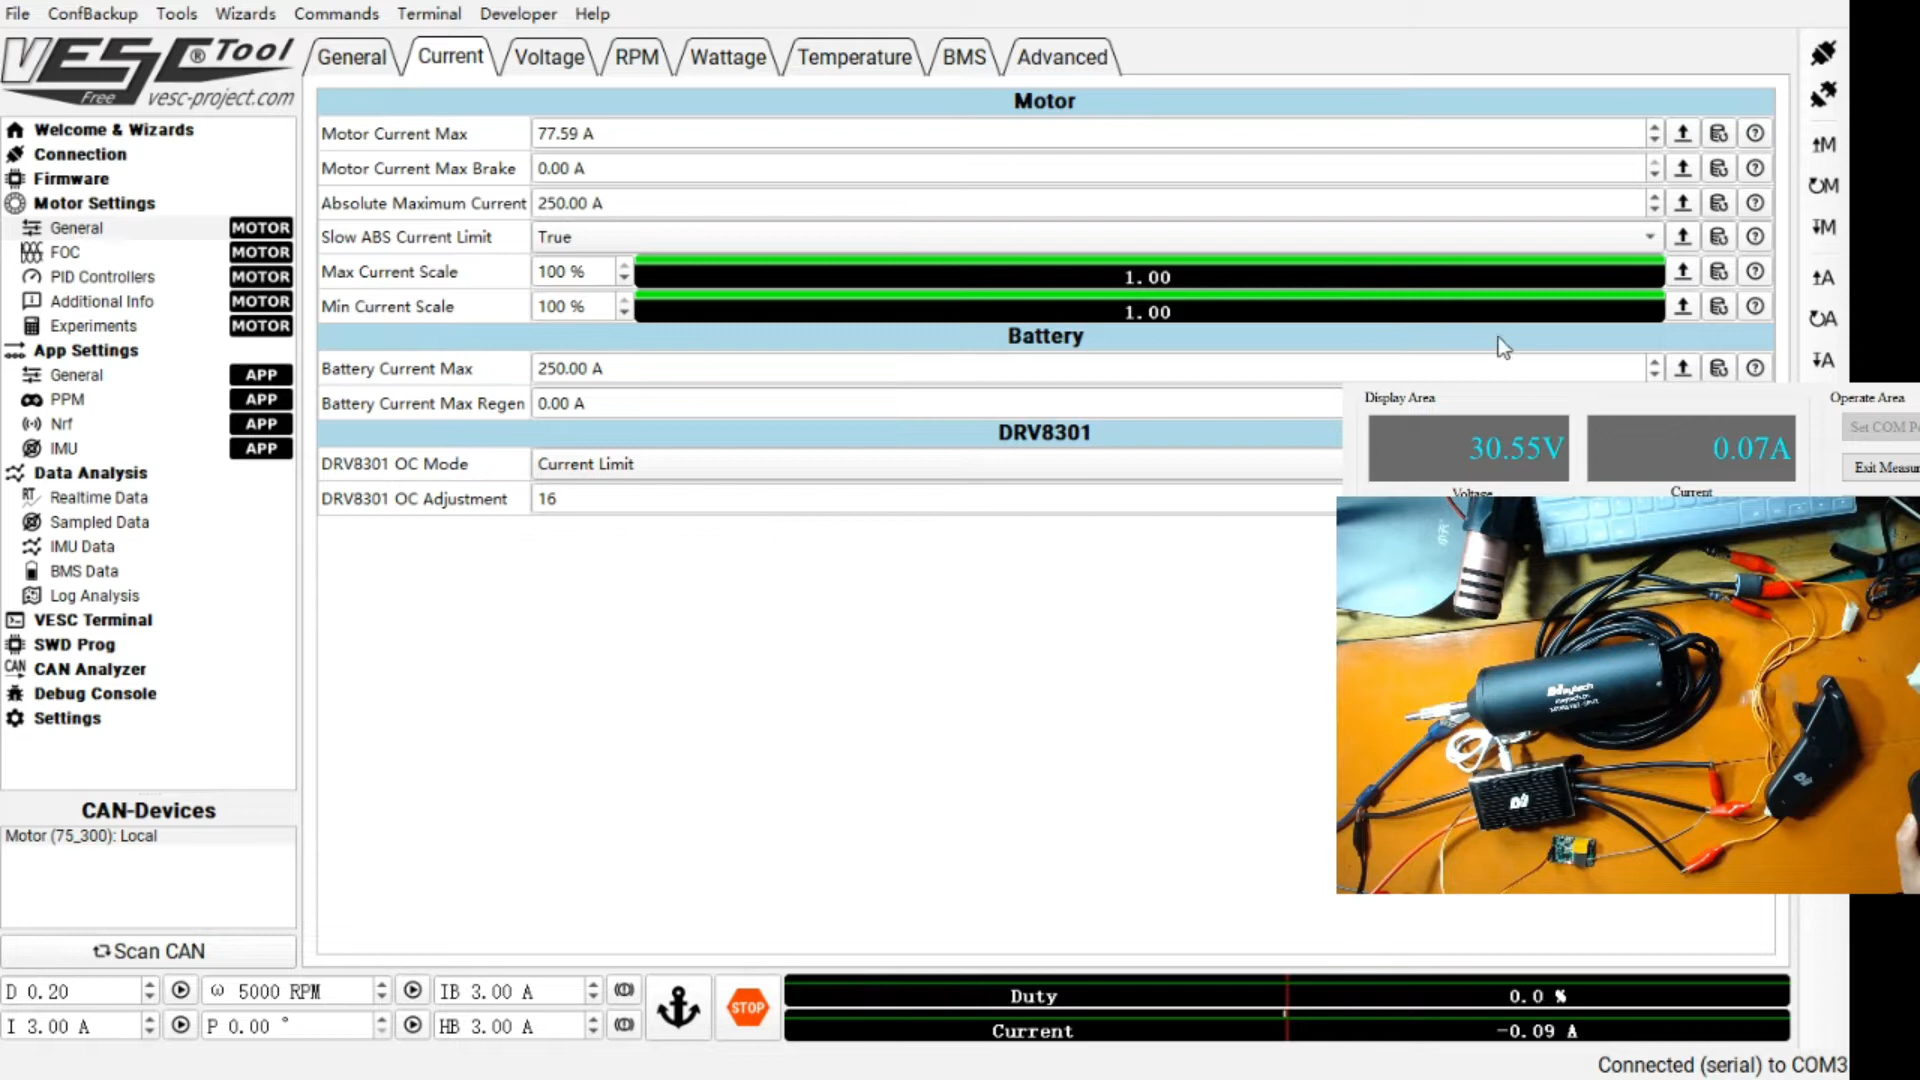 File ConfBackup Tools Wizards Commands Terminal Developer Help
VESC® Tool
Free vesc-project.com
General Current Voltage RPM Wattage Temperature BMS Advanced
Welcome & Wizards
Connection
Firmware
Motor Settings
General MOTOR
FOC MOTOR
PID Controllers MOTOR
Additional Info MOTOR
Experiments MOTOR
App Settings
General APP
PPM APP
Nrf APP
IMU APP
Data Analysis
RT Realtime Data
Sampled Data
IMU Data
BMS Data
Log Analysis
VESC Terminal
SWD Prog
CAN CAN Analyzer
Debug Console
Settings
CAN-Devices
Motor (75_300): Local
Scan CAN
Motor
Motor Current Max 77.59 A
Motor Current Max Brake 0.00 A
Absolute Maximum Current 250.00 A
Slow ABS Current Limit True
Max Current Scale 100 % 1.00
Min Current Scale 100 % 1.00
Battery
Battery Current Max 250.00 A
Battery Current Max Regen 0.00 A
DRV8301
DRV8301 OC Mode Current Limit
DRV8301 OC Adjustment 16
M
M
M
A
A
A
Display Area Operate Area
30.55V 0.07A
Set COM P
Exit Measu
Voltage Current
D 0.20 ω 5000 RPM IB 3.00 A
I 3.00 A P 0.00 ° HB 3.00 A
STOP
Duty 0.0 %
Current -0.09 A
Connected (serial) to COM3